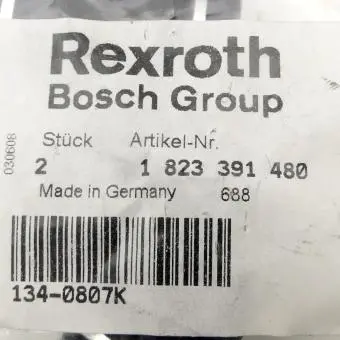 Rexroth
Bosch Group
030608
Stück Artikel-Nr.
2 1 823 391 480
Made in Germany 688
134-0807K